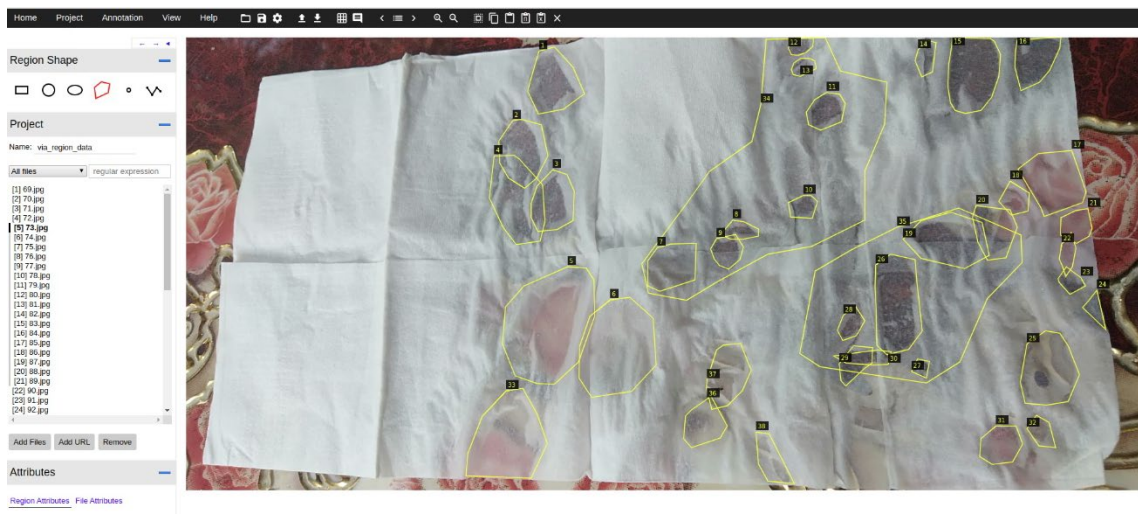 Home Project Annotation View Help
Region Shape
Project
Name: via_region_data
All files regular expression
[1] 69.jpg
[2] 70.jpg
[3] 71.jpg
[4] 72.jpg
[5] 73.jpg
[6] 74.jpg
[7] 75.jpg
[8] 76.jpg
[9] 77.jpg
[10] 78.jpg
[11] 79.jpg
[12] 80.jpg
[13] 81.jpg
[14] 82.jpg
[15] 83.jpg
[16] 84.jpg
[17] 85.jpg
[18] 86.jpg
[19] 87.jpg
[20] 88.jpg
[21] 89.jpg
[22] 90.jpg
[23] 91.jpg
[24] 92.jpg
Add Files Add URL Remove
Attributes
Region Attributes File Attributes
1
2
3
4
5
6
7
8
9
10
11
12
13
14
15
16
17
18
19
20
21
22
23
24
25
26
27
28
29
30
31
32
33
34
35
36
37
38